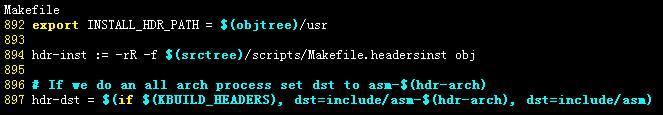 Makefile
892 export INSTALL_HDR_PATH = $(objtree)/usr
893
894 hdr-inst := -rR -f $(srctree)/scripts/Makefile.headersinst obj
895
896 # If we do an all arch process set dst to asm-$(hdr-arch)
897 hdr-dst = $(if $(KBUILD_HEADERS), dst=include/asm-$(hdr-arch), dst=include/asm)